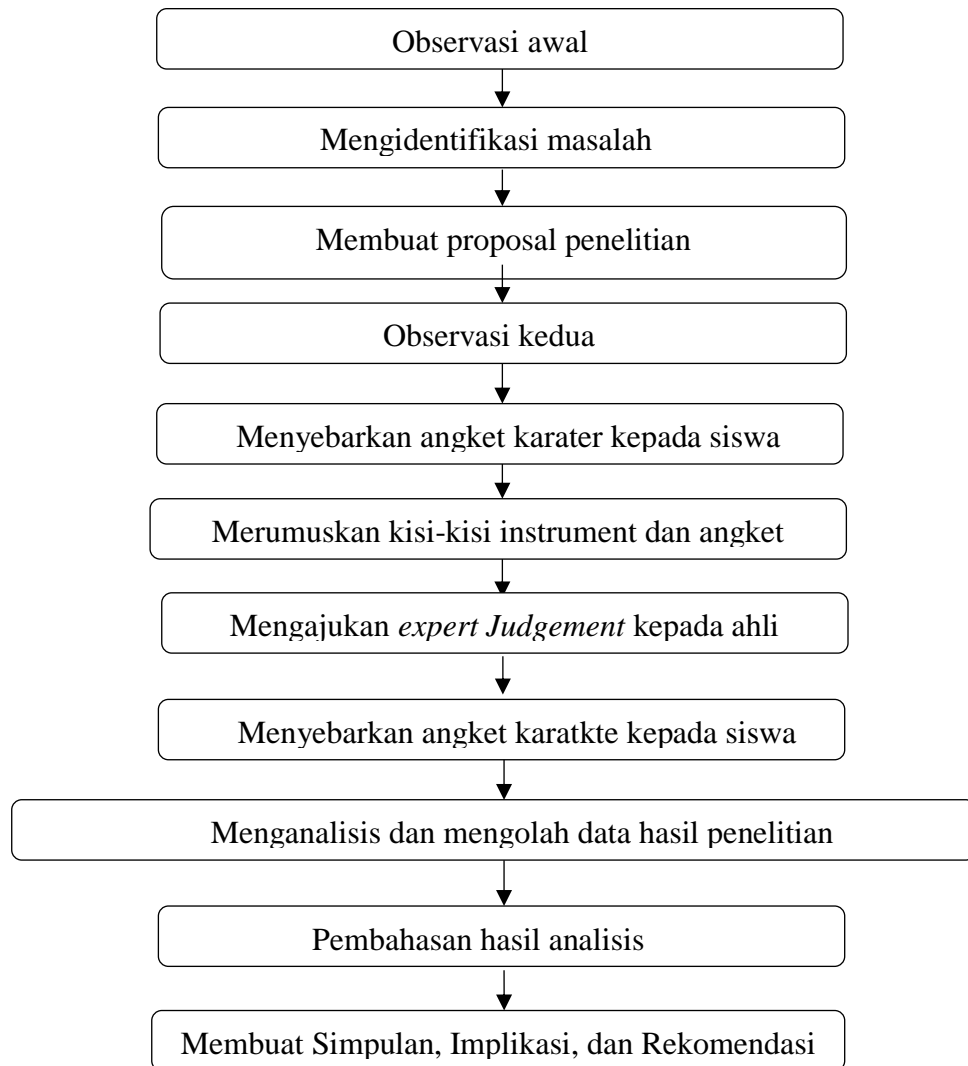 Observasi awal
Mengidentifikasi masalah
Membuat proposal penelitian
Observasi kedua
Menyebarkan angket karater kepada siswa
Merumuskan kisi-kisi instrument dan angket
Mengajukan expert Judgement kepada ahli
Menyebarkan angket karatkte kepada siswa
Menganalisis dan mengolah data hasil penelitian
Pembahasan hasil analisis
Membuat Simpulan, Implikasi, dan Rekomendasi